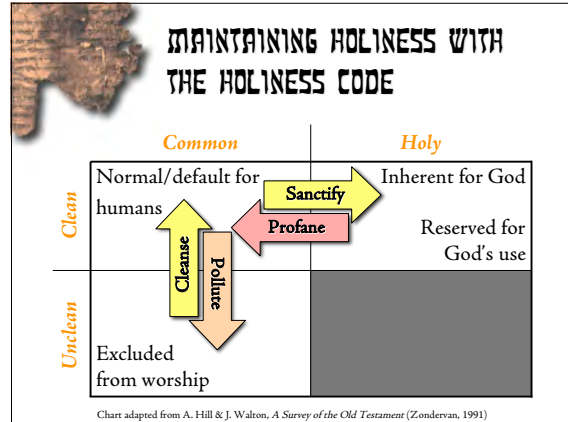 MAINTAINING HOLINESS WITH
THE HOLINESS CODE
Common
Holy
Clean
Normal/default for
humans
Sanctify
Profane
Inherent for God
Reserved for
God's use
Cleanse
Pollute
Unclean
Excluded
from worship
Chart adapted from A. Hill & J. Walton, A Survey of the Old Testament (Zondervan, 1991)